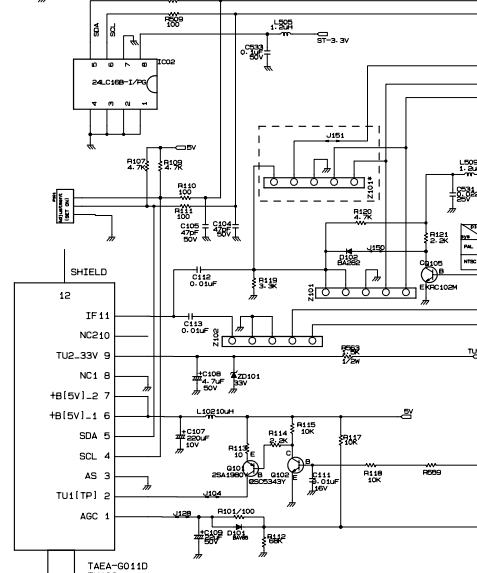 R509
100
L505
1.2uH
SDA
SCL
C533
0.1uF
50V
ST-3.3V
5 6 7 8
IC02
24LC16B-I/PG
4 3 2 1
J151
5V
R107
4.7K
R109
4.7K
Z101*
R110
100
R111
100
C105
47pF
50V
C104
47pF
50V
R120
4.7K
L509
1.2u
C531
25V
R121
2.2K
J150
D102
BA282
PAL
NTSC
Q105
C
B
E
KRC102M
SHIELD
12
C112
0.01uF
R119
3.3K
Z101
IF 11
C113
0.01uF
Z102
NC2 10
TU2_33V 9
R563
1/2W
TU
NC1 8
C108
4.7uF
50V
ZD101
33V
+B[5V]_2 7
+B[5V]_1 6
L102 10uH
5V
SDA 5
C107
220uF
10V
R113
10
R114
2.2K
R115
10K
R117
10K
SCL 4
Q101
2SA1980Y
E
B
C
Q102
2SC5343Y
C
B
E
AS 3
C111
0.01uF
16V
R118
10K
R559
TU1[TP] 2
J104
AGC 1
J128
R101/100
C109
50V
D101
R112
68K
TAEA-G011D